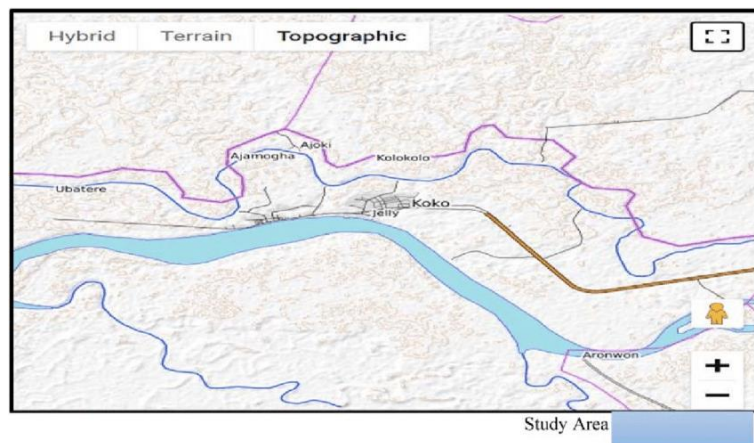 Hybrid Terrain Topographic
Ajoki
Ajamogha
Kolokolo
Ubatere
Koko
Jelly
Aronwon
+
−
Study Area